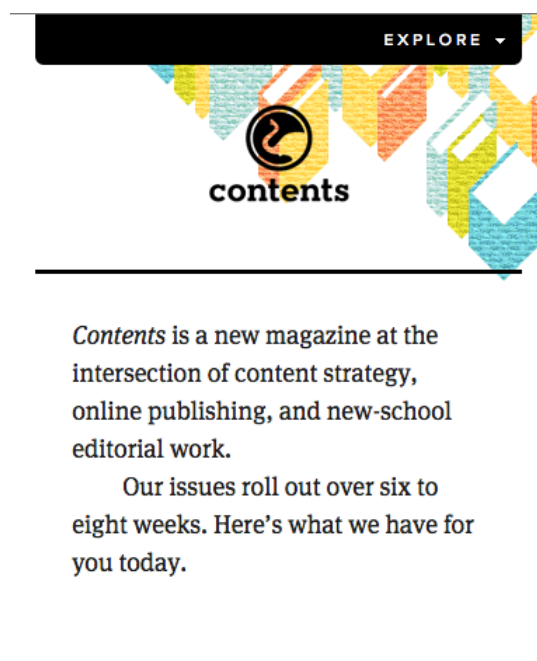 EXPLORE
contents
Contents is a new magazine at the
intersection of content strategy,
online publishing, and new-school
editorial work.
Our issues roll out over six to
eight weeks. Here’s what we have for
you today.